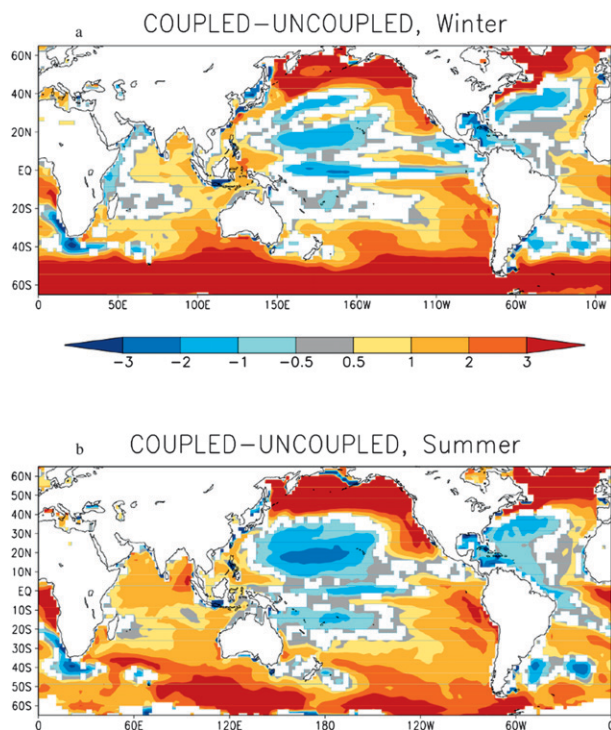 a
COUPLED−UNCOUPLED, Winter
60N
40N
20N
EQ
20S
40S
60S
0 50E 100E 150E 160W 110W 60W 10W
−3 −2 −1 −0.5 0.5 1 2 3
b
COUPLED−UNCOUPLED, Summer
60N
50N
40N
30N
20N
10N
EQ
10S
20S
30S
40S
50S
60S
0 60E 120E 180 120W 60W 0